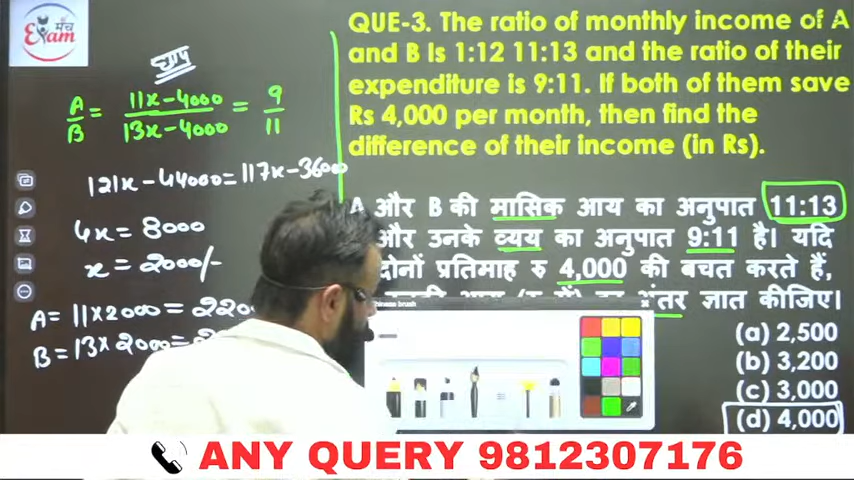 मंच
Exam
QUE-3. The ratio of monthly income of A
and B is 1:12 11:13 and the ratio of their
expenditure is 9:11. If both of them save
Rs 4,000 per month, then find the
difference of their income (in Rs).
A और B की मासिक आय का अनुपात 11:13
और उनके व्यय का अनुपात 9:11 है। यदि
दोनों प्रतिमाह रु 4,000 की बचत करते हैं,
अंतर ज्ञात कीजिए।
(a) 2,500
(b) 3,200
(c) 3,000
(d) 4,000
A/B = 11x-4000/13x-4000 = 9/11
121x-44000=117x-36000
4x= 8000
x = 2000/-
A= 11x2000=
B=13x2000=
ANY QUERY 9812307176